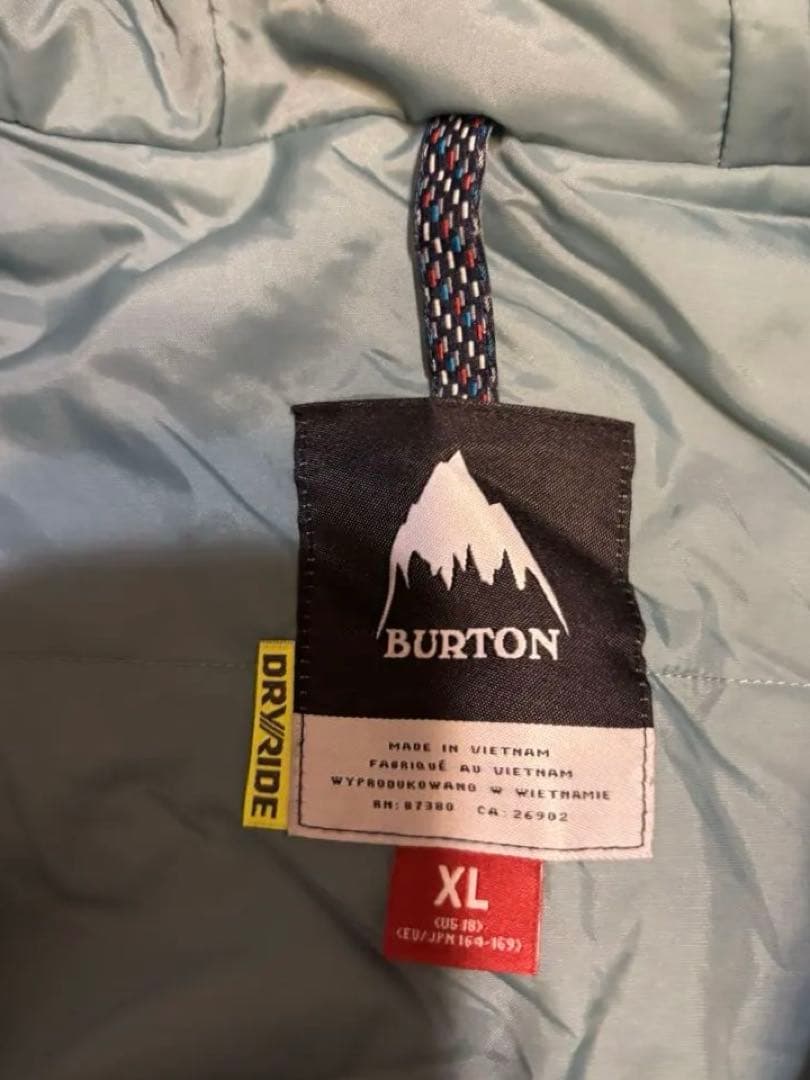 BURTON
DRYRIDE
MADE IN VIETNAM
FABRIQUÉ AU VIETNAM
WYPRODUKOWANO W WIETNAMIE
RN: 87380 CA: 26902
XL
(US 18)
(EU/JPN 164-169)